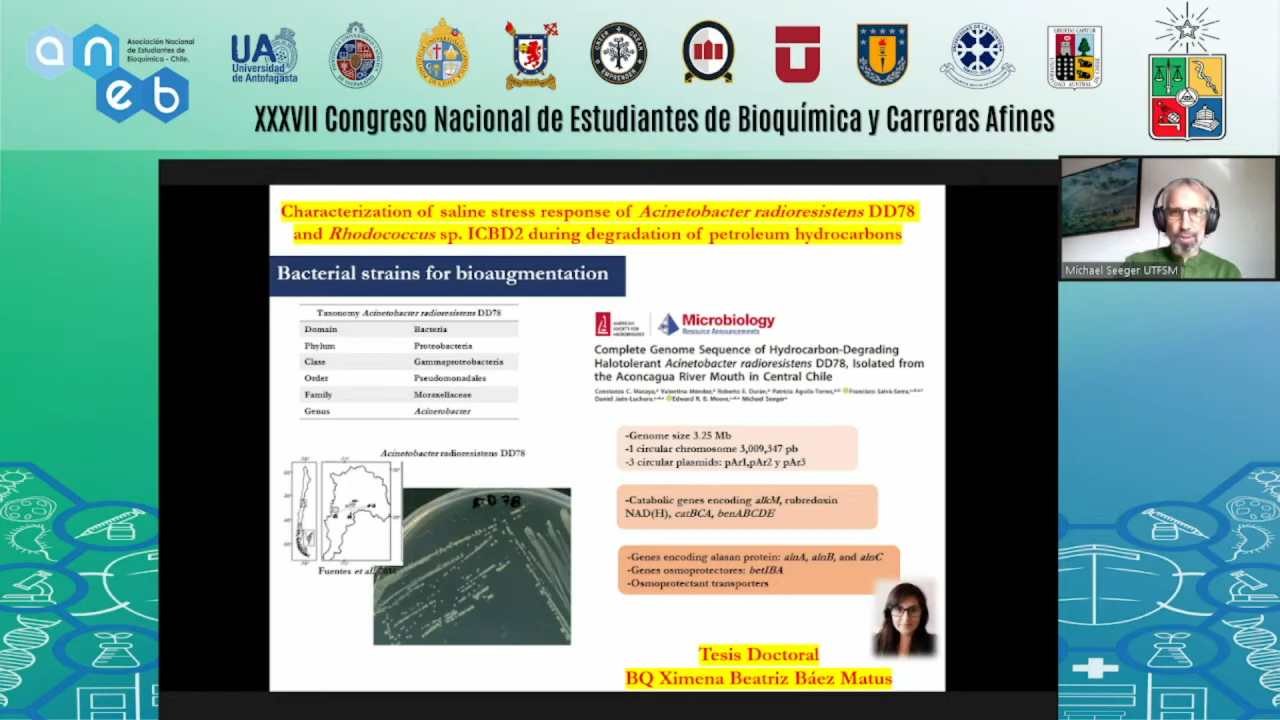 aneb
Asociación Nacional
de Estudiantes de
Bioquímica - Chile.
UA
Universidad
de Antofagasta
GREEN
EMPRENDER
LIBERTAS CAPITUR
XXXVII Congreso Nacional de Estudiantes de Bioquímica y Carreras Afines
Characterization of saline stress response of Acinetobacter radioresistens DD78
and Rhodococcus sp. ICBD2 during degradation of petroleum hydrocarbons
Bacterial strains for bioaugmentation
Taxonomy Acinetobacter radioresistens DD78
Domain Bacteria
Phylum Proteobacteria
Class Gammaproteobacteria
Order Pseudomonadales
Family Moraxellaceae
Genus Acinetobacter
Acinetobacter radioresistens DD78
Fuentes et al.
DD 78
AMERICAN
SOCIETY FOR
MICROBIOLOGY
Microbiology
Resource Announcements
Complete Genome Sequence of Hydrocarbon-Degrading
Halotolerant Acinetobacter radioresistens DD78, Isolated from
the Aconcagua River Mouth in Central Chile
Constanza C. Macaya, Valentina Méndez, Roberto E. Durán, Patricia Aguila-Torres, Francisco Salvà-Serra,
Daniel Jaén-Luchoro, Edward R. B. Moore, Michael Seeger
-Genome size 3.25 Mb
-1 circular chromosome 3,009,347 pb
-3 circular plasmids: pAr1,pAr2 y pAr3
-Catabolic genes encoding alkM, rubredoxin
NAD(H), catBCA, benABCDE
-Genes encoding alasan protein: alnA, alnB, and alnC
-Genes osmoprotectores: betIBA
-Osmoprotectant transporters
Tesis Doctoral
BQ Ximena Beatriz Báez Matus
Michael Seeger UTFSM